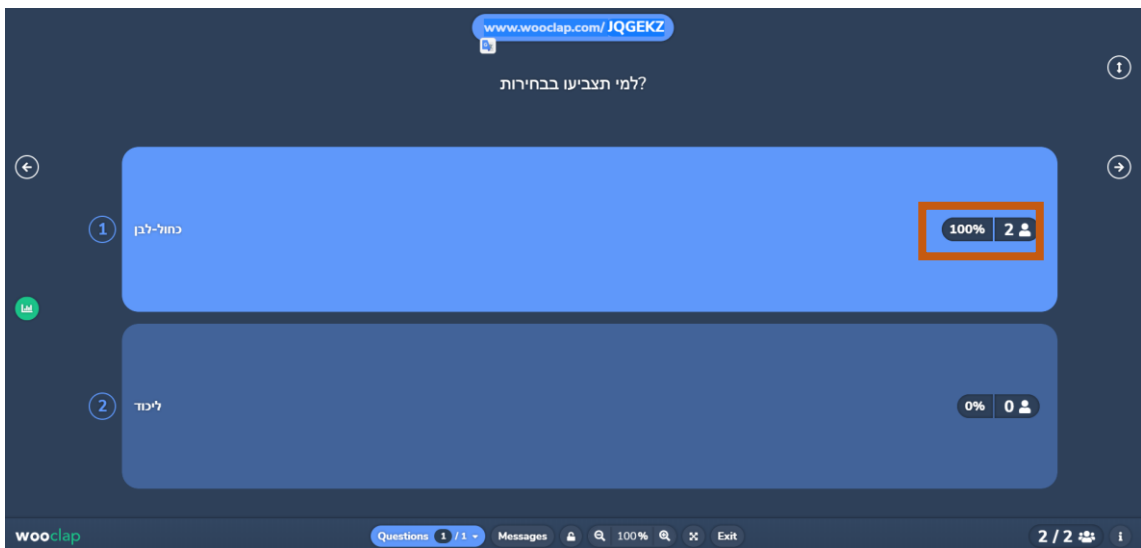 www.wooclap.com/JQGEKZ
למי תצביעו בבחירות?
1 כחול-לבן 100% 2
2 ליכוד 0% 0
wooclap Questions 1 / 1 Messages 100% Exit 2 / 2 i